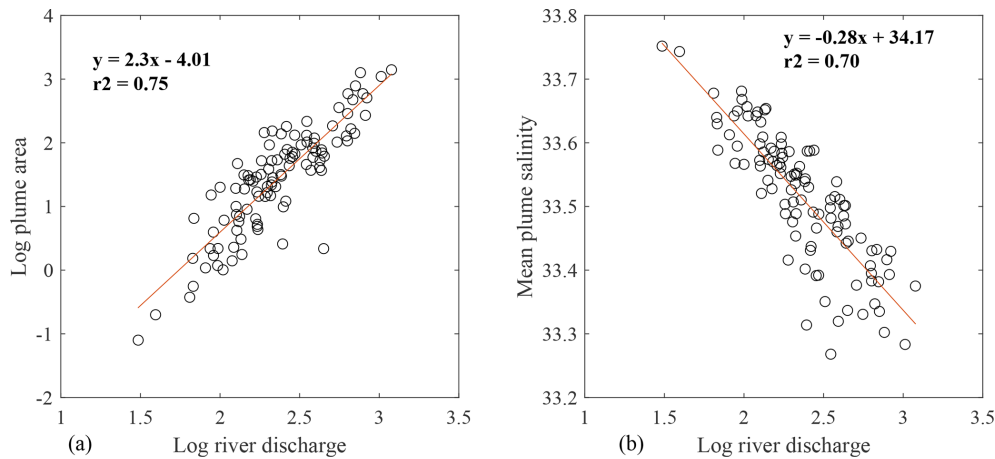 4
3
2
1
0
-1
-2
Log plume area
y = 2.3x - 4.01
r2 = 0.75
1
1.5
2
2.5
3
3.5
(a)
Log river discharge
33.8
33.7
33.6
33.5
33.4
33.3
33.2
Mean plume salinity
y = -0.28x + 34.17
r2 = 0.70
1
1.5
2
2.5
3
3.5
(b)
Log river discharge